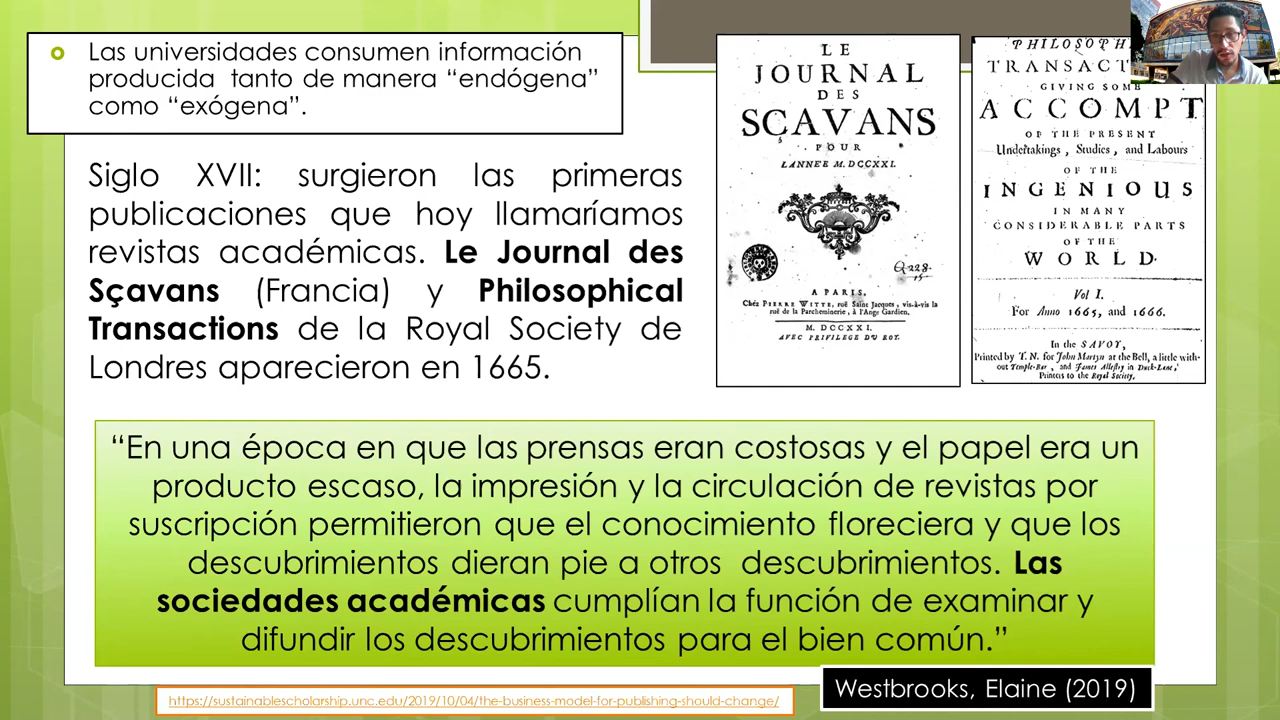 Las universidades consumen información
producida tanto de manera “endógena”
como “exógena”.
Siglo XVII: surgieron las primeras
publicaciones que hoy llamaríamos
revistas académicas. Le Journal des
Sçavans (Francia) y Philosophical
Transactions de la Royal Society de
Londres aparecieron en 1665.
LE
JOURNAL
DES
SÇAVANS
POUR
L'ANNÉE M. DCCXXI.
Q.228.
A PARIS,
Chez PIERRE WITTE, ruë Saint Jacques, vis-à-vis la
ruë de la Parcheminerie, à l'Ange Gardien.
M. DCCXXI.
AVEC PRIVILEGE DU ROY.
TRANSACT
GIVING SOME
ACCOMPT
OF THE PRESENT
Undertakings, Studies, and Labours
OF THE
INGENIOUS
IN MANY
CONSIDERABLE PARTS
OF THE
WORLD.
Vol I.
For Anno 1665, and 1666.
In the SAVOY,
Printed by T. N. for John Martyn at the Bell, a little with-
out Temple-Bar, and James Allestry in Duck-Lane,
Printers to the Royal Society,
“En una época en que las prensas eran costosas y el papel era un
producto escaso, la impresión y la circulación de revistas por
suscripción permitieron que el conocimiento floreciera y que los
descubrimientos dieran pie a otros descubrimientos. Las
sociedades académicas cumplían la función de examinar y
difundir los descubrimientos para el bien común.”
Westbrooks, Elaine (2019)
https://sustainablescholarship.unc.edu/2019/10/04/the-business-model-for-publishing-should-change/